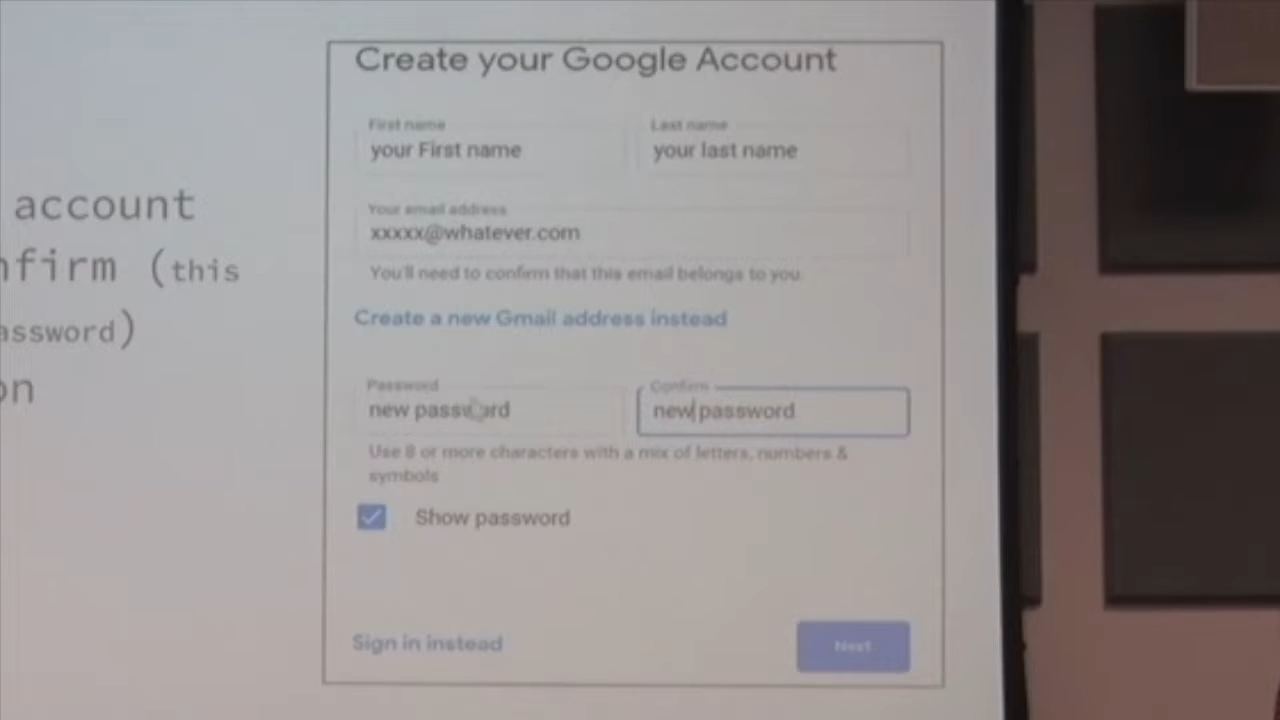 account
nfirm (this
assword)
on
Create your Google Account
First name
Last name
your First name
your last name
Your email address
xxxxx@whatever.com
You'll need to confirm that this email belongs to you.
Create a new Gmail address instead
Password
Confirm
new password
new password
Use 8 or more characters with a mix of letters, numbers &
symbols
Show password
Sign in instead
Next